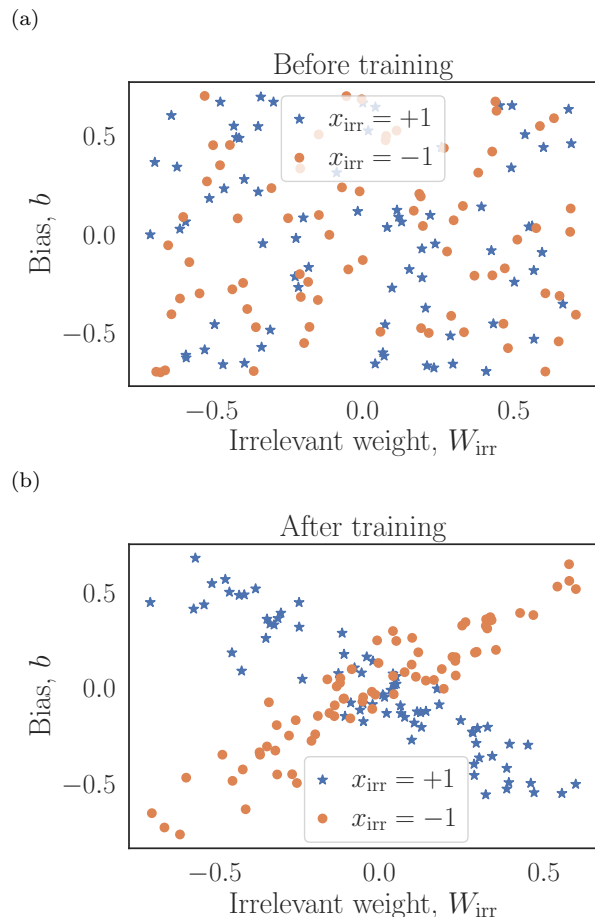 (a)
Before training
x_irr = +1
x_irr = −1
0.5
0.0
−0.5
Bias, b
−0.5 0.0 0.5
Irrelevant weight, W_irr
(b)
After training
0.5
0.0
−0.5
Bias, b
x_irr = +1
x_irr = −1
−0.5 0.0 0.5
Irrelevant weight, W_irr